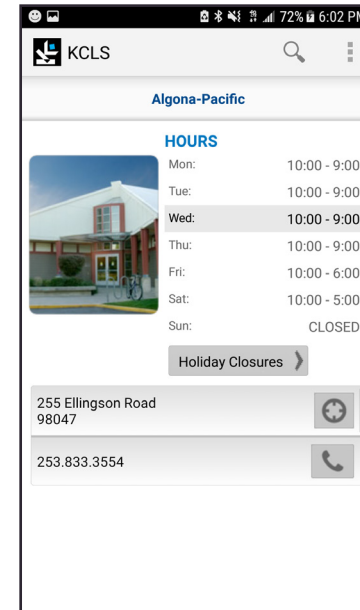 72% 6:02 PM
KCLS
Algona-Pacific
HOURS
Mon: 10:00 - 9:00
Tue: 10:00 - 9:00
Wed: 10:00 - 9:00
Thu: 10:00 - 9:00
Fri: 10:00 - 6:00
Sat: 10:00 - 5:00
Sun: CLOSED
Holiday Closures
255 Ellingson Road
98047
253.833.3554